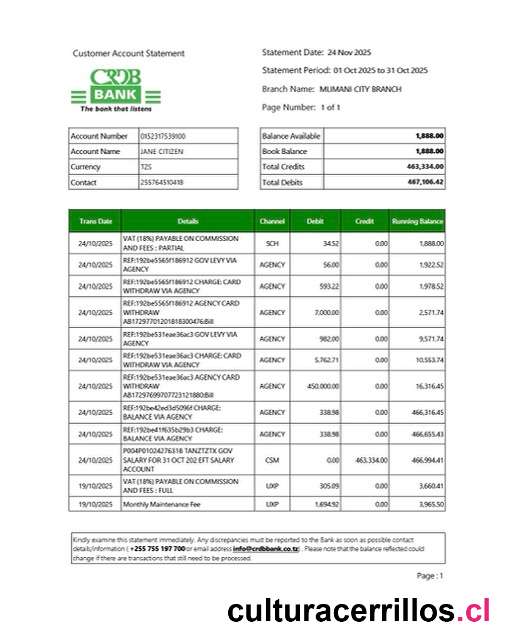 Customer Account Statement
CRDB
BANK
The bank that listens
Statement Date: 24 Nov 2025
Statement Period: 01 Oct 2025 to 31 Oct 2025
Branch Name: MLIMANI CITY BRANCH
Page Number: 1 of 1
Account Number 0152317539100
Account Name JANE CITIZEN
Currency TZS
Contact 255764510418
Balance Available 1,888.00
Book Balance 1,888.00
Total Credits 463,334.00
Total Debits 467,106.42
Trans Date Details Channel Debit Credit Running Balance
24/10/2025 VAT (18%) PAYABLE ON COMMISSION SCH 34.52 0.00 1,888.00
AND FEES : PARTIAL
24/10/2025 REF:192be5565f186912 GOV LEVY VIA AGENCY 56.00 0.00 1,922.52
AGENCY
24/10/2025 REF:192be5565f186912 CHARGE: CARD AGENCY 593.22 0.00 1,978.52
WITHDRAW VIA AGENCY
24/10/2025 REF:192be5565f186912 AGENCY CARD AGENCY 7,000.00 0.00 2,571.74
WITHDRAW
AB17297701201818300476:Bill
24/10/2025 REF:192be531eae36ac3 GOV LEVY VIA AGENCY 982.00 0.00 9,571.74
AGENCY
24/10/2025 REF:192be531eae36ac3 CHARGE: CARD AGENCY 5,762.71 0.00 10,553.74
WITHDRAW VIA AGENCY
24/10/2025 REF:192be531eae36ac3 AGENCY CARD AGENCY 450,000.00 0.00 16,316.45
WITHDRAW
AB17297699707723121880:Bill
24/10/2025 REF:192be42ed3d5096f CHARGE: AGENCY 338.98 0.00 466,316.45
BALANCE VIA AGENCY
24/10/2025 REF:192be41f635b29b3 CHARGE: AGENCY 338.98 0.00 466,655.43
BALANCE VIA AGENCY
24/10/2025 P004P01024276318 TANZTZTX GOV CSM 0.00 463,334.00 466,994.41
SALARY FOR 31 OCT 202 EFT SALARY
ACCOUNT
19/10/2025 VAT (18%) PAYABLE ON COMMISSION UXP 305.09 0.00 3,660.41
AND FEES : FULL
19/10/2025 Monthly Maintenance Fee UXP 1,694.92 0.00 3,965.50
Kindly examine this statement immediately. Any discrepancies must be reported to the Bank as soon as possible contact
details/information ( +255 755 197 700 or email address info@crdbbank.co.tz) . Please note that the balance reflected could
change if there are transactions that still need to be processed.
Page : 1
culturacerrillos.cl